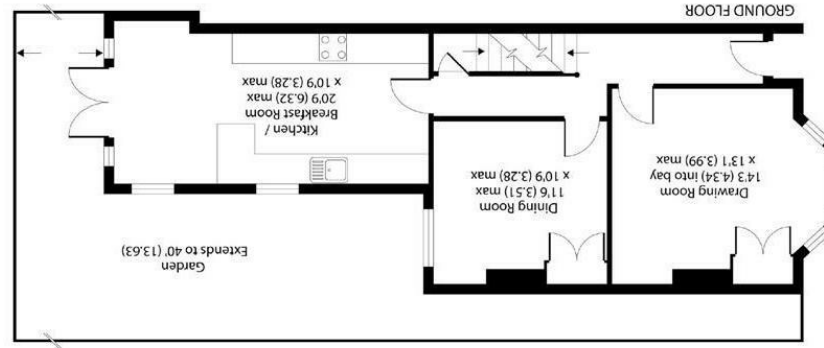 Garden
Extends to 40' (13.63)
Drawing Room
14'3 (4.34) into bay
x 13'1 (3.99) max
Dining Room
11'6 (3.51) max
x 10'9 (3.28) max
Kitchen /
Breakfast Room
20'9 (6.32) max
x 10'9 (3.28) max
GROUND FLOOR